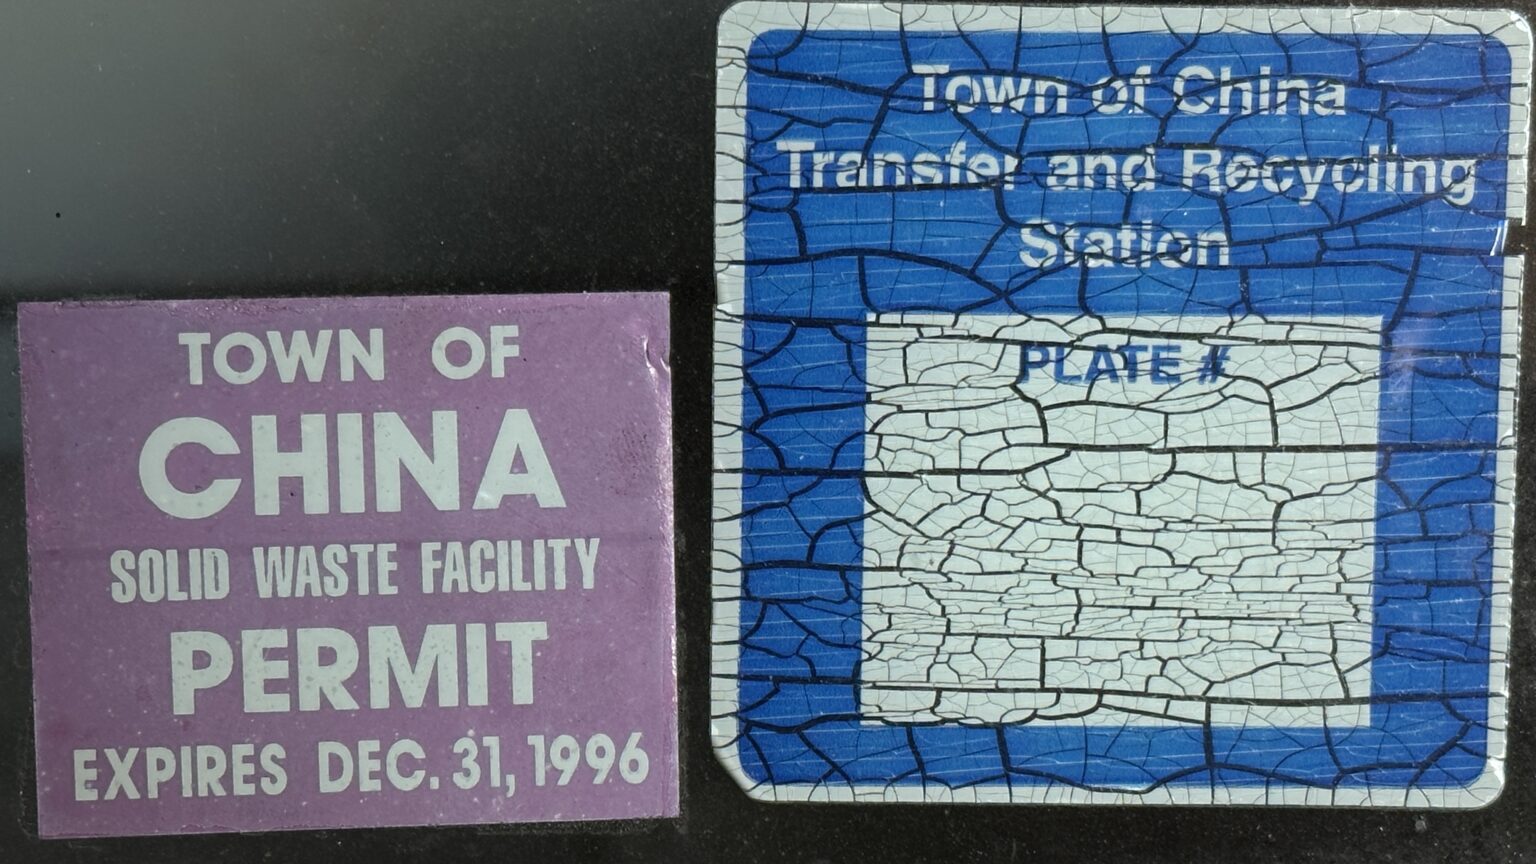 TOWN OF
CHINA
SOLID WASTE FACILITY
PERMIT
EXPIRES DEC. 31, 1996
Town of China
Transfer and Recycling
Station
PLATE #